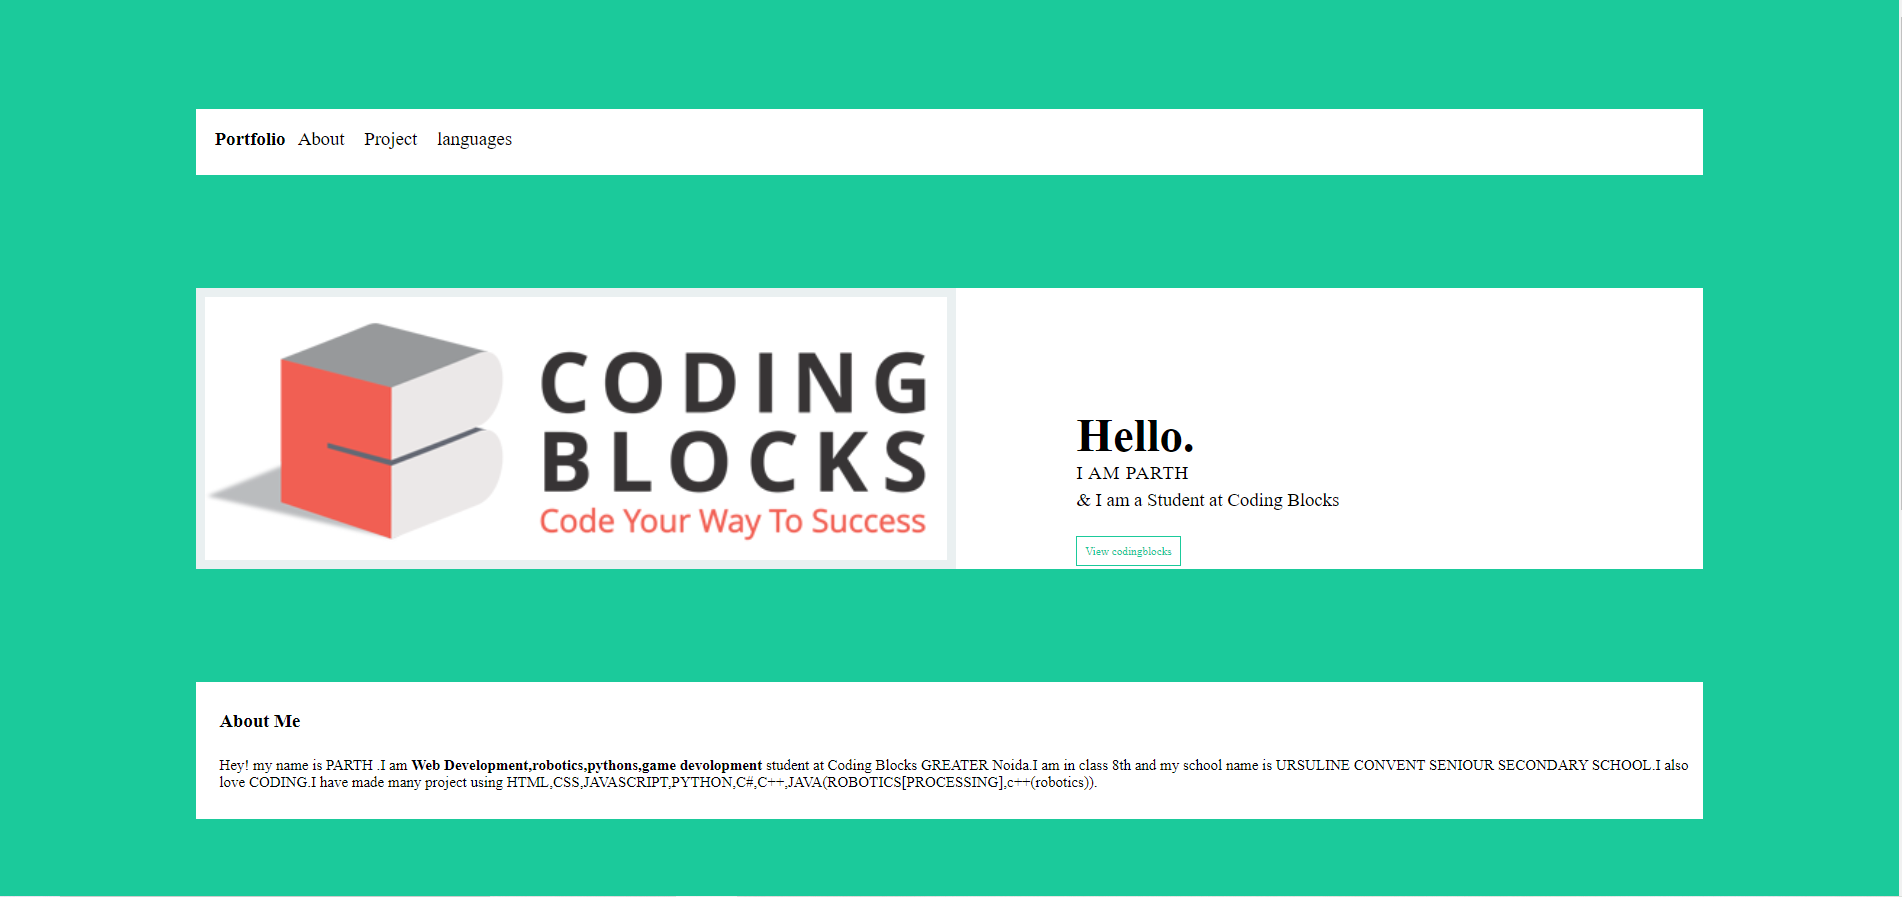 Portfolio About Project languages
CODING
BLOCKS
Code Your Way To Success
Hello.
I AM PARTH
& I am a Student at Coding Blocks
View codingblocks
About Me
Hey! my name is PARTH .I am Web Development,robotics,pythons,game devolopment student at Coding Blocks GREATER Noida.I am in class 8th and my school name is URSULINE CONVENT SENIOUR SECONDARY SCHOOL.I also
love CODING.I have made many project using HTML,CSS,JAVASCRIPT,PYTHON,C#,C++,JAVA(ROBOTICS[PROCESSING],c++(robotics)).